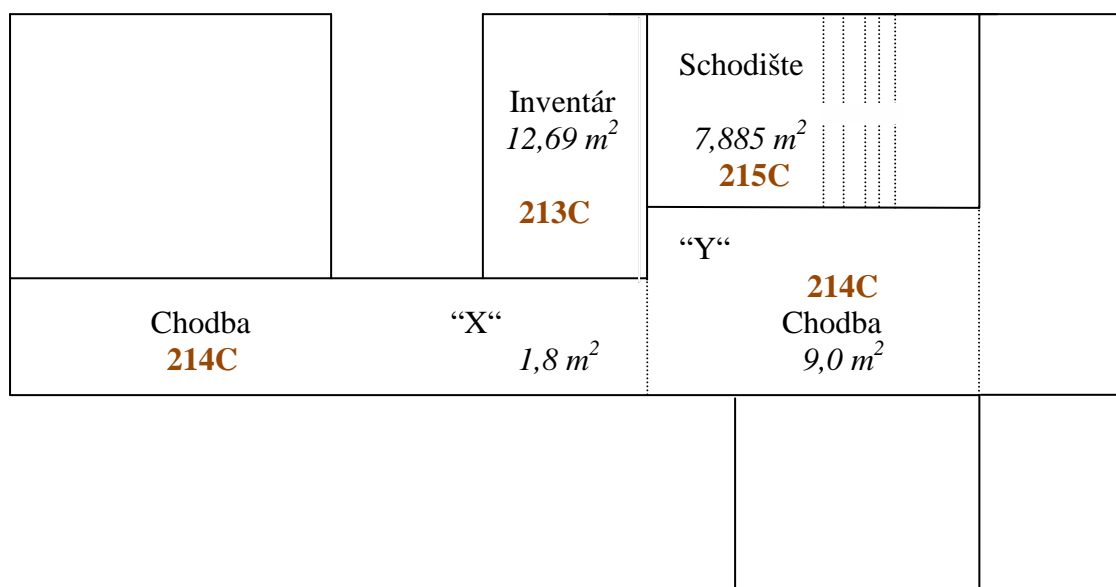 Inventár
12,69 m²
213C
Schodište
7,885 m²
215C
Chodba
214C
“X“
1,8 m²
“Y“
214C
Chodba
9,0 m²